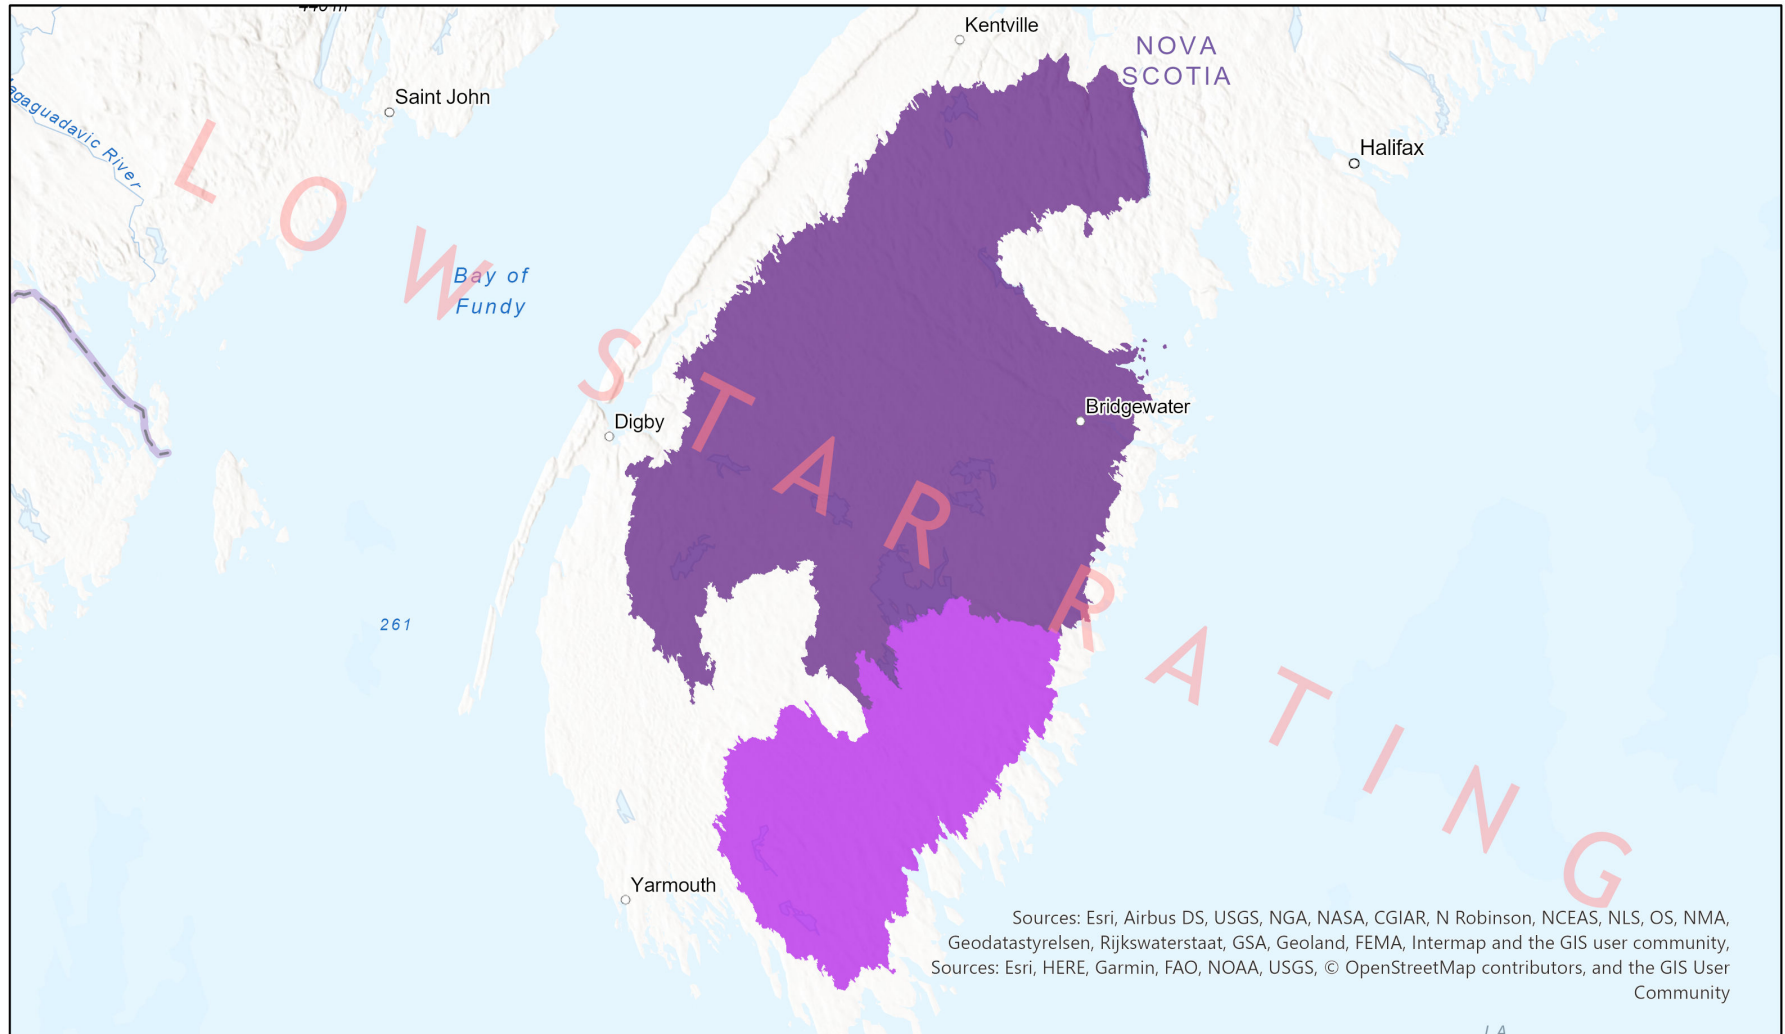 Kentville
NOVA
SCOTIA
Saint John
Halifax
Bay of
Fundy
Bridgewater
Digby
261
Yarmouth
LOW STAR RATING
Sources: Esri, Airbus DS, USGS, NGA, NASA, CGIAR, N Robinson, NCEAS, NLS, OS, NMA,
Geodatastyrelsen, Rijkswaterstaat, GSA, Geoland, FEMA, Intermap and the GIS user community,
Sources: Esri, HERE, Garmin, FAO, NOAA, USGS, © OpenStreetMap contributors, and the GIS User
Community
River